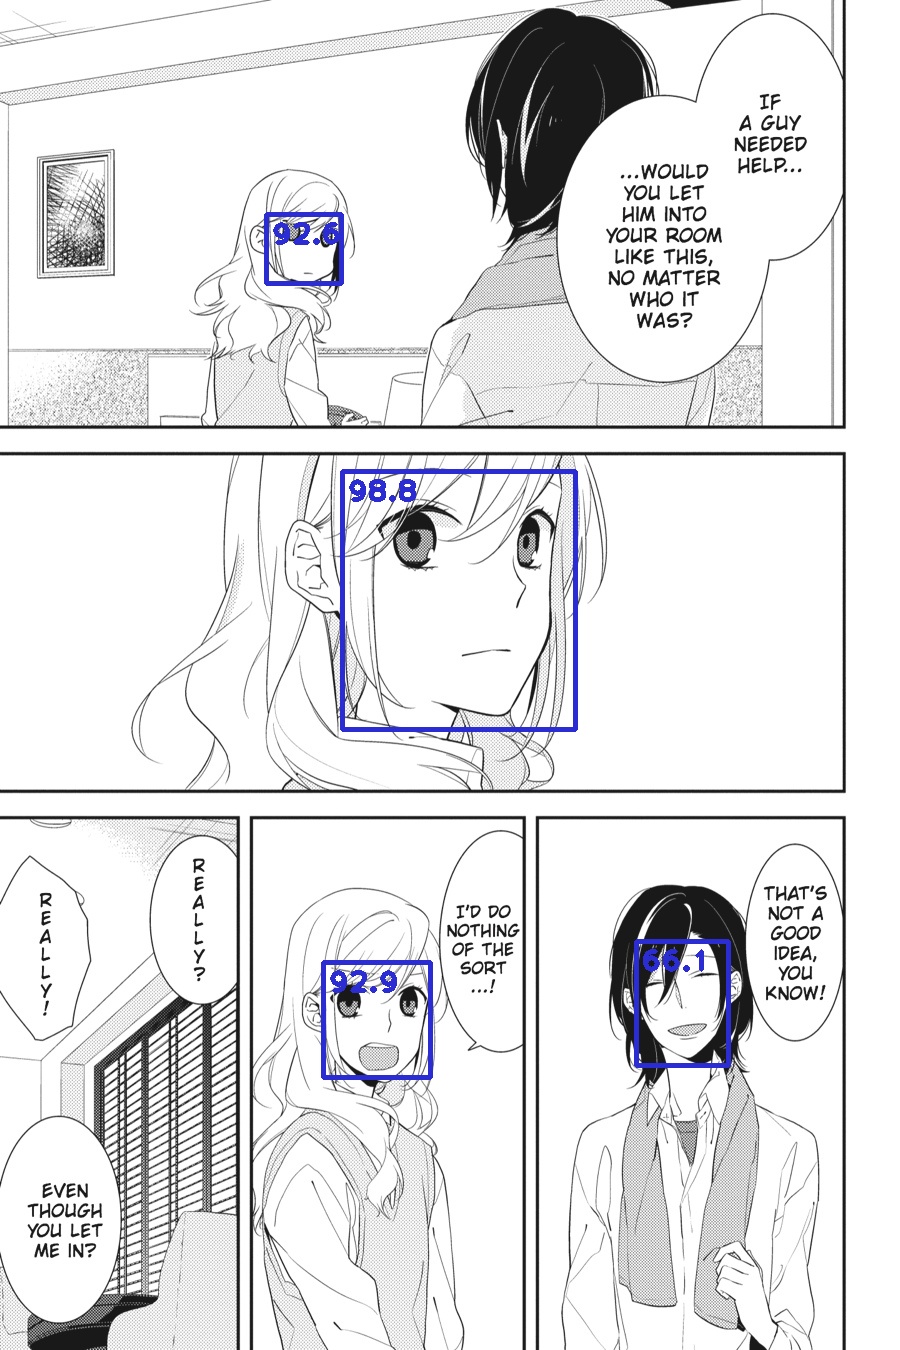 IF
A GUY
NEEDED
HELP...
...WOULD
YOU LET
HIM INTO
YOUR ROOM
LIKE THIS,
NO MATTER
WHO IT
WAS?
92.6
98.8
THAT'S
NOT A
GOOD
IDEA,
YOU
KNOW!
66.1
I'D DO
NOTHING
OF THE
SORT
...!
92.9
REALLY?
REALLY!
EVEN
THOUGH
YOU LET
ME IN?